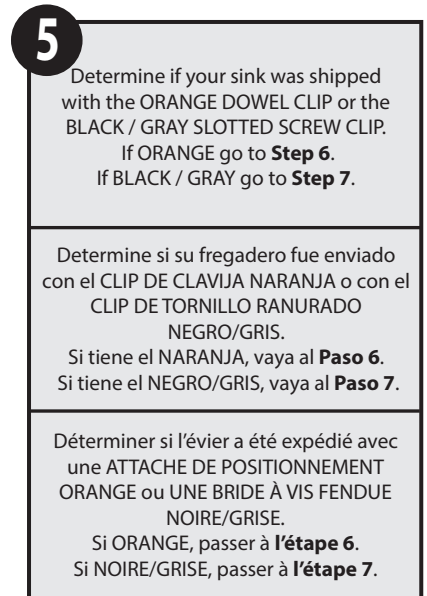 5
Determine if your sink was shipped
with the ORANGE DOWEL CLIP or the
BLACK / GRAY SLOTTED SCREW CLIP.
If ORANGE go to Step 6.
If BLACK / GRAY go to Step 7.
Determine si su fregadero fue enviado
con el CLIP DE CLAVIJA NARANJA o con el
CLIP DE TORNILLO RANURADO
NEGRO/GRIS.
Si tiene el NARANJA, vaya al Paso 6.
Si tiene el NEGRO/GRIS, vaya al Paso 7.
Déterminer si l’évier a été expédié avec
une ATTACHE DE POSITIONNEMENT
ORANGE ou UNE BRIDE À VIS FENDUE
NOIRE/GRISE.
Si ORANGE, passer à l’étape 6.
Si NOIRE/GRISE, passer à l’étape 7.